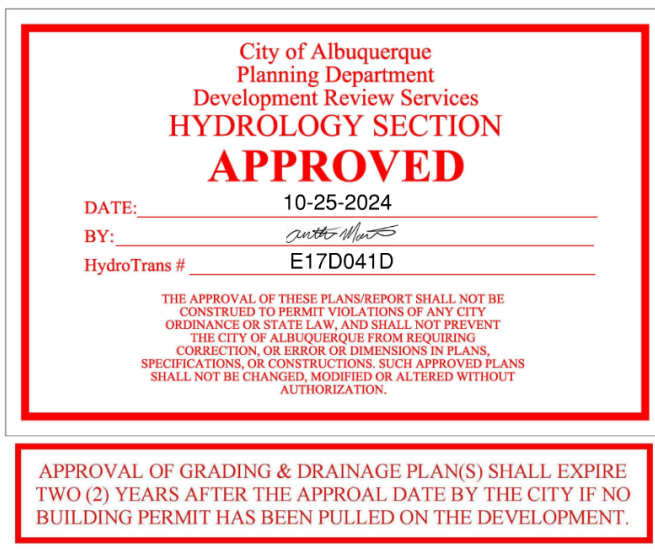 City of Albuquerque
Planning Department
Development Review Services
HYDROLOGY SECTION
APPROVED
DATE: 10-25-2024
BY:
HydroTrans # E17D041D
THE APPROVAL OF THESE PLANS/REPORT SHALL NOT BE
CONSTRUED TO PERMIT VIOLATIONS OF ANY CITY
ORDINANCE OR STATE LAW, AND SHALL NOT PREVENT
THE CITY OF ALBUQUERQUE FROM REQUIRING
CORRECTION, OR ERROR OR DIMENSIONS IN PLANS,
SPECIFICATIONS, OR CONSTRUCTIONS. SUCH APPROVED PLANS
SHALL NOT BE CHANGED, MODIFIED OR ALTERED WITHOUT
AUTHORIZATION.
APPROVAL OF GRADING & DRAINAGE PLAN(S) SHALL EXPIRE
TWO (2) YEARS AFTER THE APPROAL DATE BY THE CITY IF NO
BUILDING PERMIT HAS BEEN PULLED ON THE DEVELOPMENT.